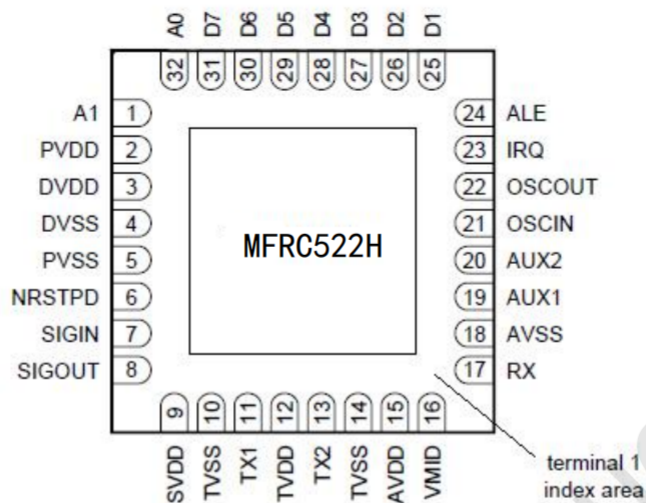 A0 D7 D6 D5 D4 D3 D2 D1
32 31 30 29 28 27 26 25
A1 1 24 ALE
PVDD 2 23 IRQ
DVDD 3 22 OSCOUT
DVSS 4 21 OSCIN
PVSS 5 20 AUX2
NRSTPD 6 19 AUX1
SIGIN 7 18 AVSS
SIGOUT 8 17 RX
MFRC522H
9 10 11 12 13 14 15 16
SVDD TVSS TX1 TVDD TX2 TVSS AVDD VMID
terminal 1
index area